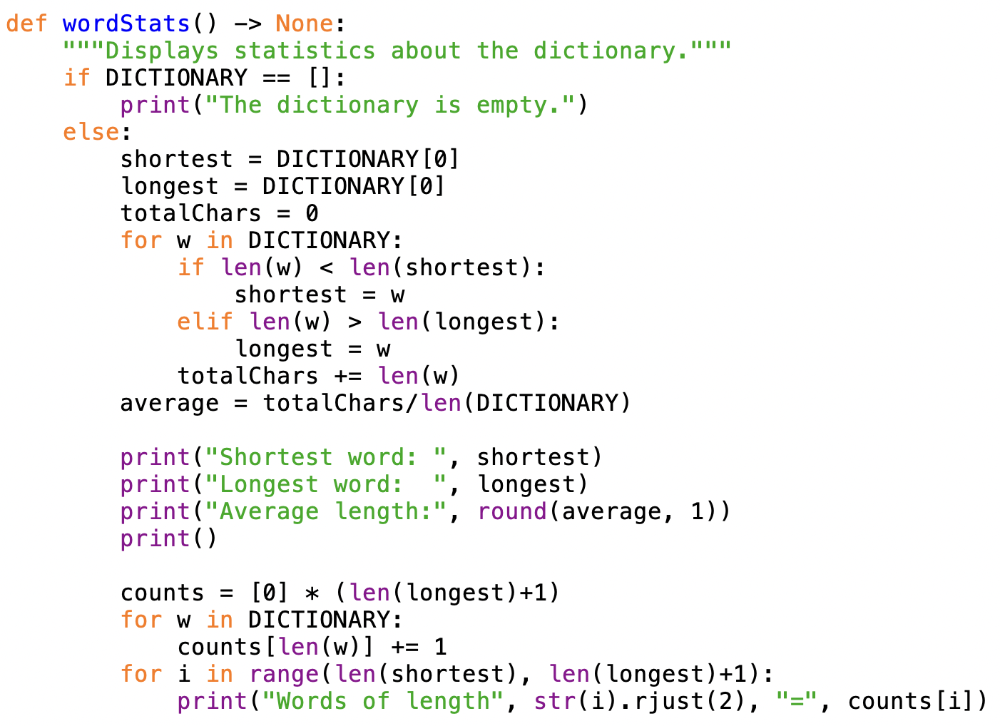 def wordStats() -> None:
    """Displays statistics about the dictionary."""
    if DICTIONARY == []:
        print("The dictionary is empty.")
    else:
        shortest = DICTIONARY[0]
        longest = DICTIONARY[0]
        totalChars = 0
        for w in DICTIONARY:
            if len(w) < len(shortest):
                shortest = w
            elif len(w) > len(longest):
                longest = w
            totalChars += len(w)
        average = totalChars/len(DICTIONARY)

        print("Shortest word: ", shortest)
        print("Longest word:  ", longest)
        print("Average length:", round(average, 1))
        print()

        counts = [0] * (len(longest)+1)
        for w in DICTIONARY:
            counts[len(w)] += 1
        for i in range(len(shortest), len(longest)+1):
            print("Words of length", str(i).rjust(2), "=", counts[i])